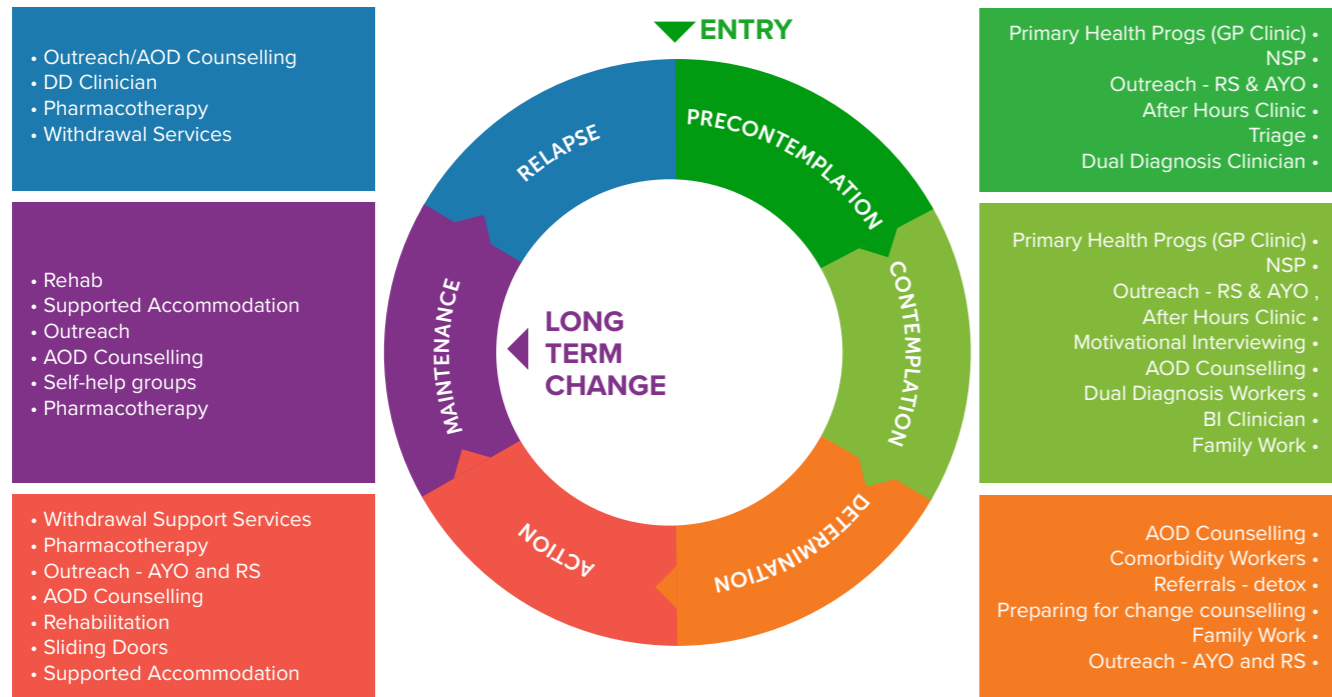 ENTRY
• Outreach/AOD Counselling
• DD Clinician
• Pharmacotherapy
• Withdrawal Services
• Rehab
• Supported Accommodation
• Outreach
• AOD Counselling
• Self-help groups
• Pharmacotherapy
• Withdrawal Support Services
• Pharmacotherapy
• Outreach - AYO and RS
• AOD Counselling
• Rehabilitation
• Sliding Doors
• Supported Accommodation
RELAPSE
PRECONTEMPLATION
CONTEMPLATION
DETERMINATION
ACTION
MAINTENANCE
LONG
TERM
CHANGE
Primary Health Progs (GP Clinic) •
NSP •
Outreach - RS & AYO •
After Hours Clinic •
Triage •
Dual Diagnosis Clinician •
Primary Health Progs (GP Clinic) •
NSP •
Outreach - RS & AYO ,
After Hours Clinic •
Motivational Interviewing •
AOD Counselling •
Dual Diagnosis Workers •
BI Clinician •
Family Work •
AOD Counselling •
Comorbidity Workers •
Referrals - detox •
Preparing for change counselling •
Family Work •
Outreach - AYO and RS •